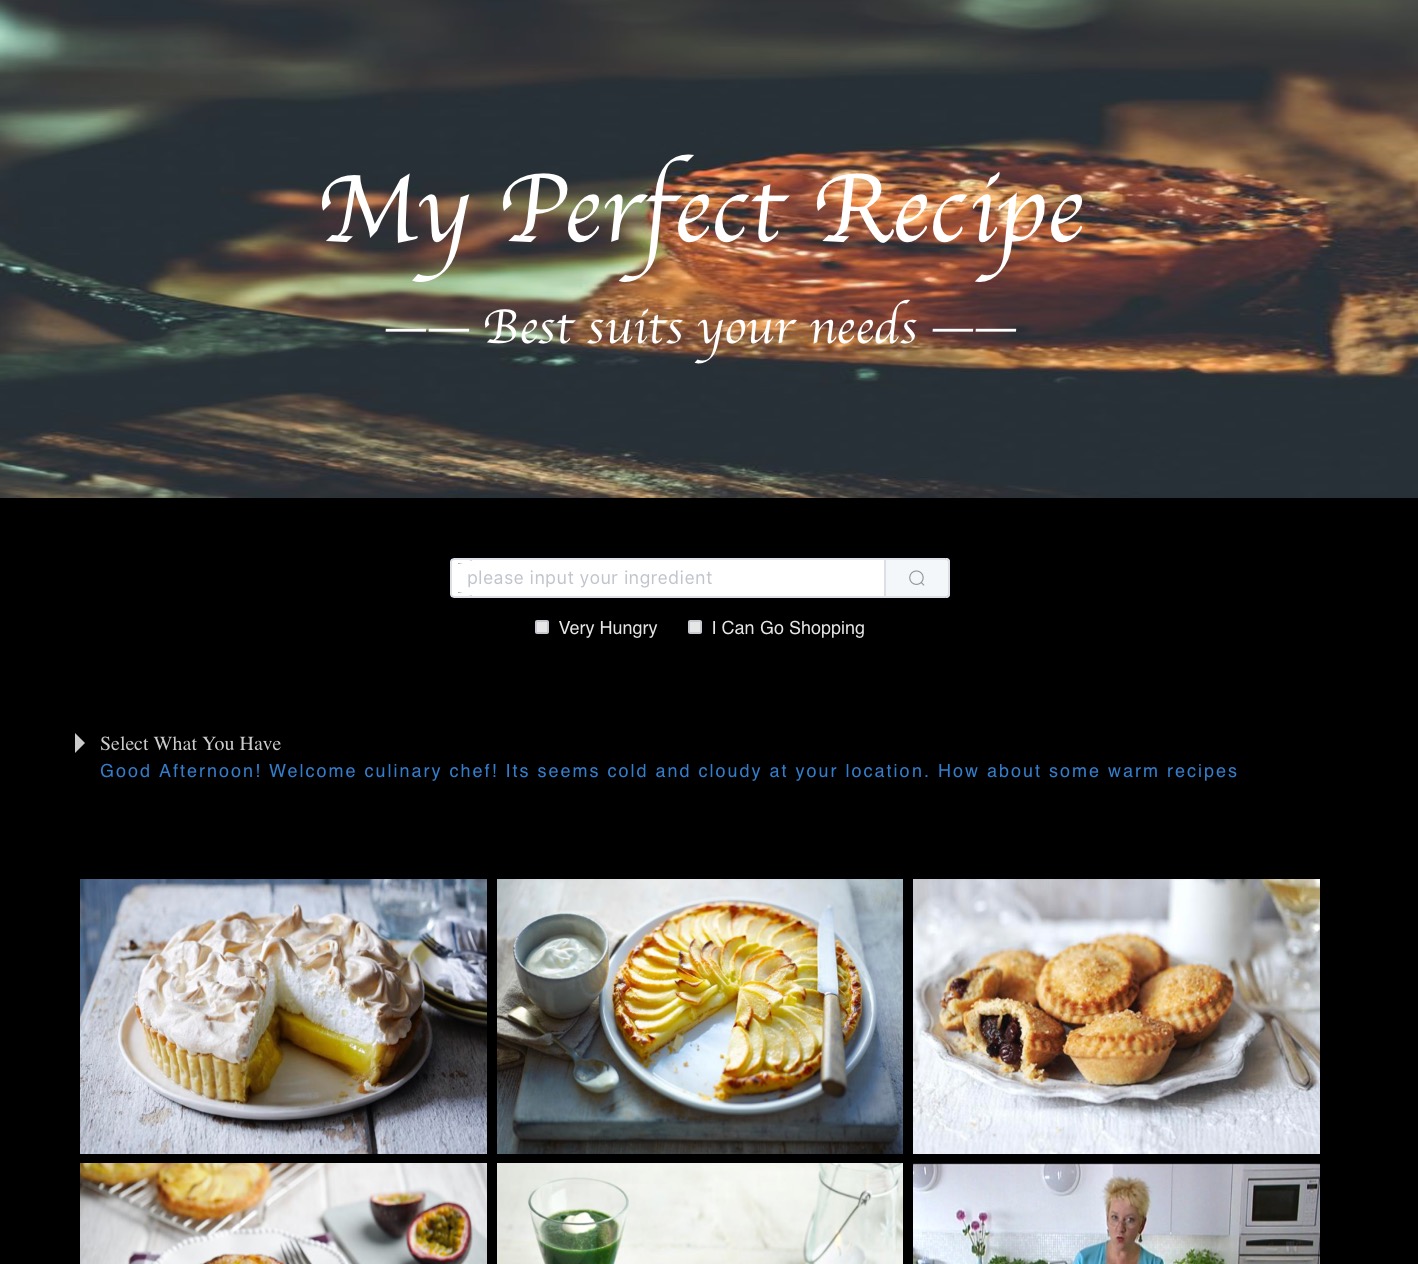 My Perfect Recipe
—— Best suits your needs ——
please input your ingredient
Very Hungry
I Can Go Shopping
Select What You Have
Good Afternoon! Welcome culinary chef! Its seems cold and cloudy at your location. How about some warm recipes